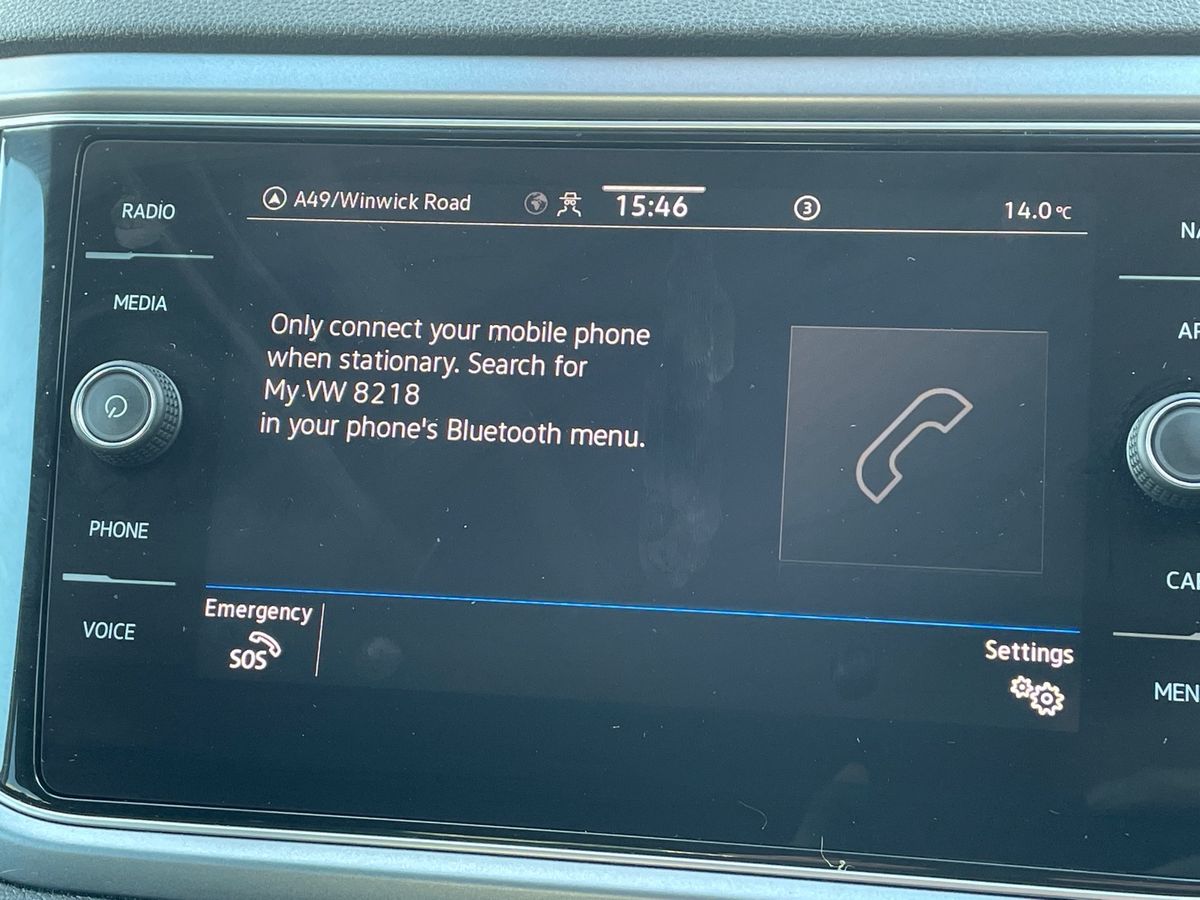 RADIO
MEDIA
PHONE
VOICE
A49/Winwick Road
15:46
3
14.0°C
Only connect your mobile phone
when stationary. Search for
My VW 8218
in your phone's Bluetooth menu.
Emergency
SOS
Settings